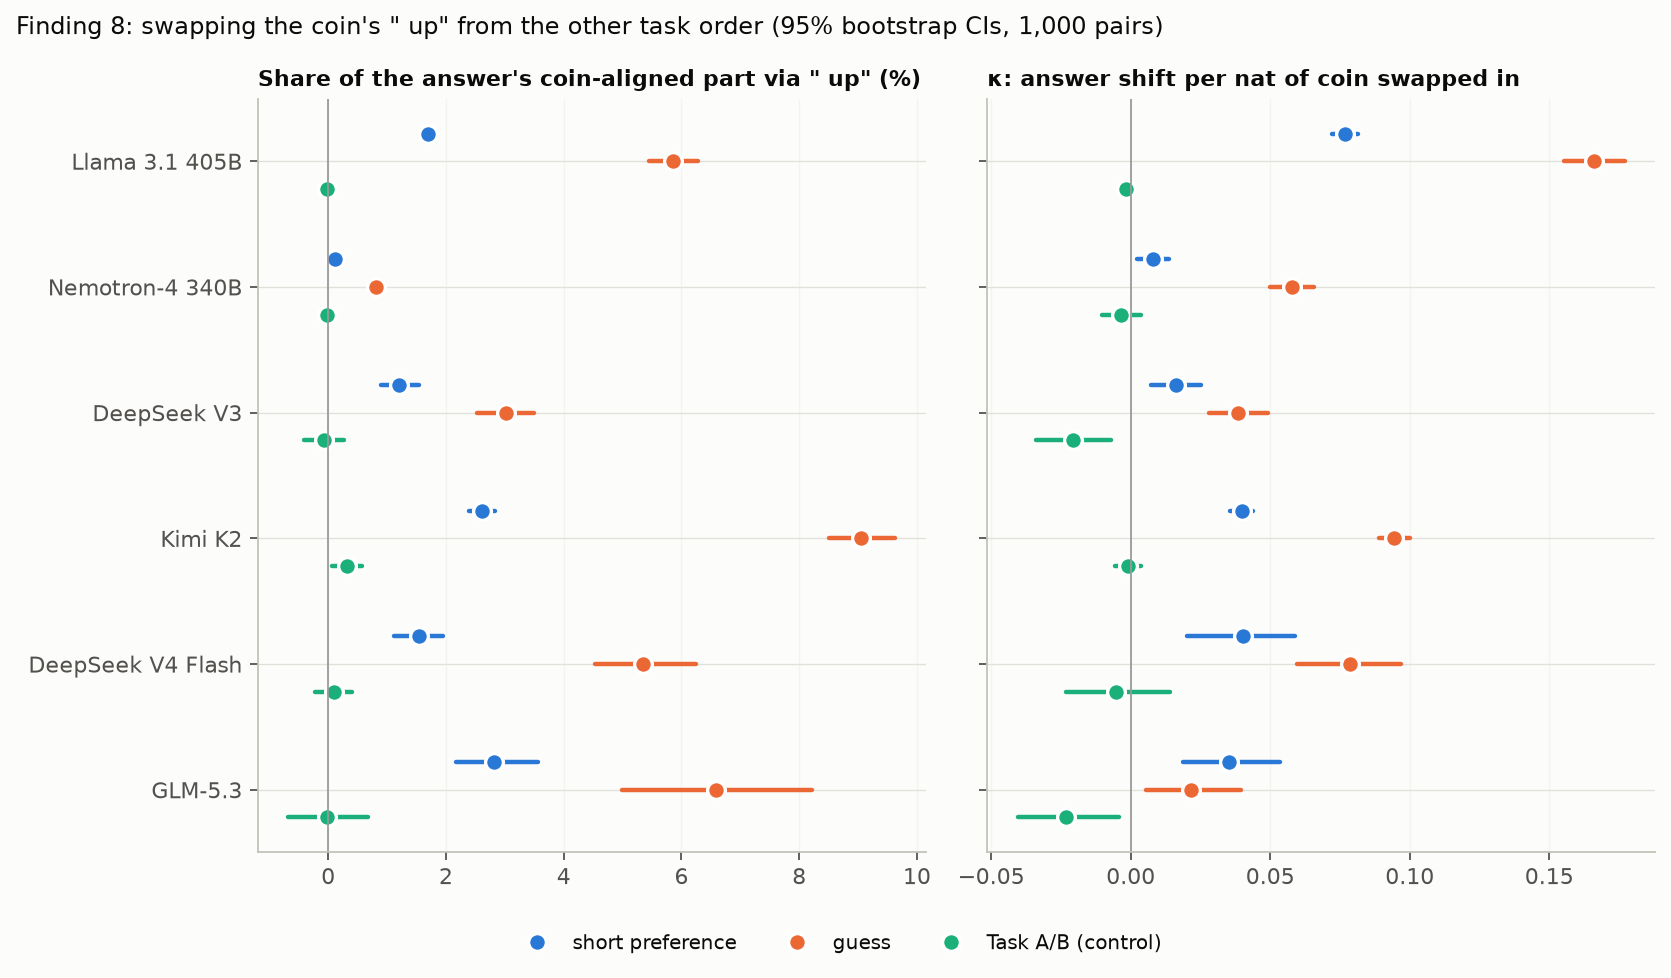 Finding 8: swapping the coin's " up" from the other task order (95% bootstrap CIs, 1,000 pairs)
Share of the answer's coin-aligned part via " up" (%)
κ: answer shift per nat of coin swapped in
Llama 3.1 405B
Nemotron-4 340B
DeepSeek V3
Kimi K2
DeepSeek V4 Flash
GLM-5.3
0 2 4 6 8 10
−0.05 0.00 0.05 0.10 0.15
short preference guess Task A/B (control)